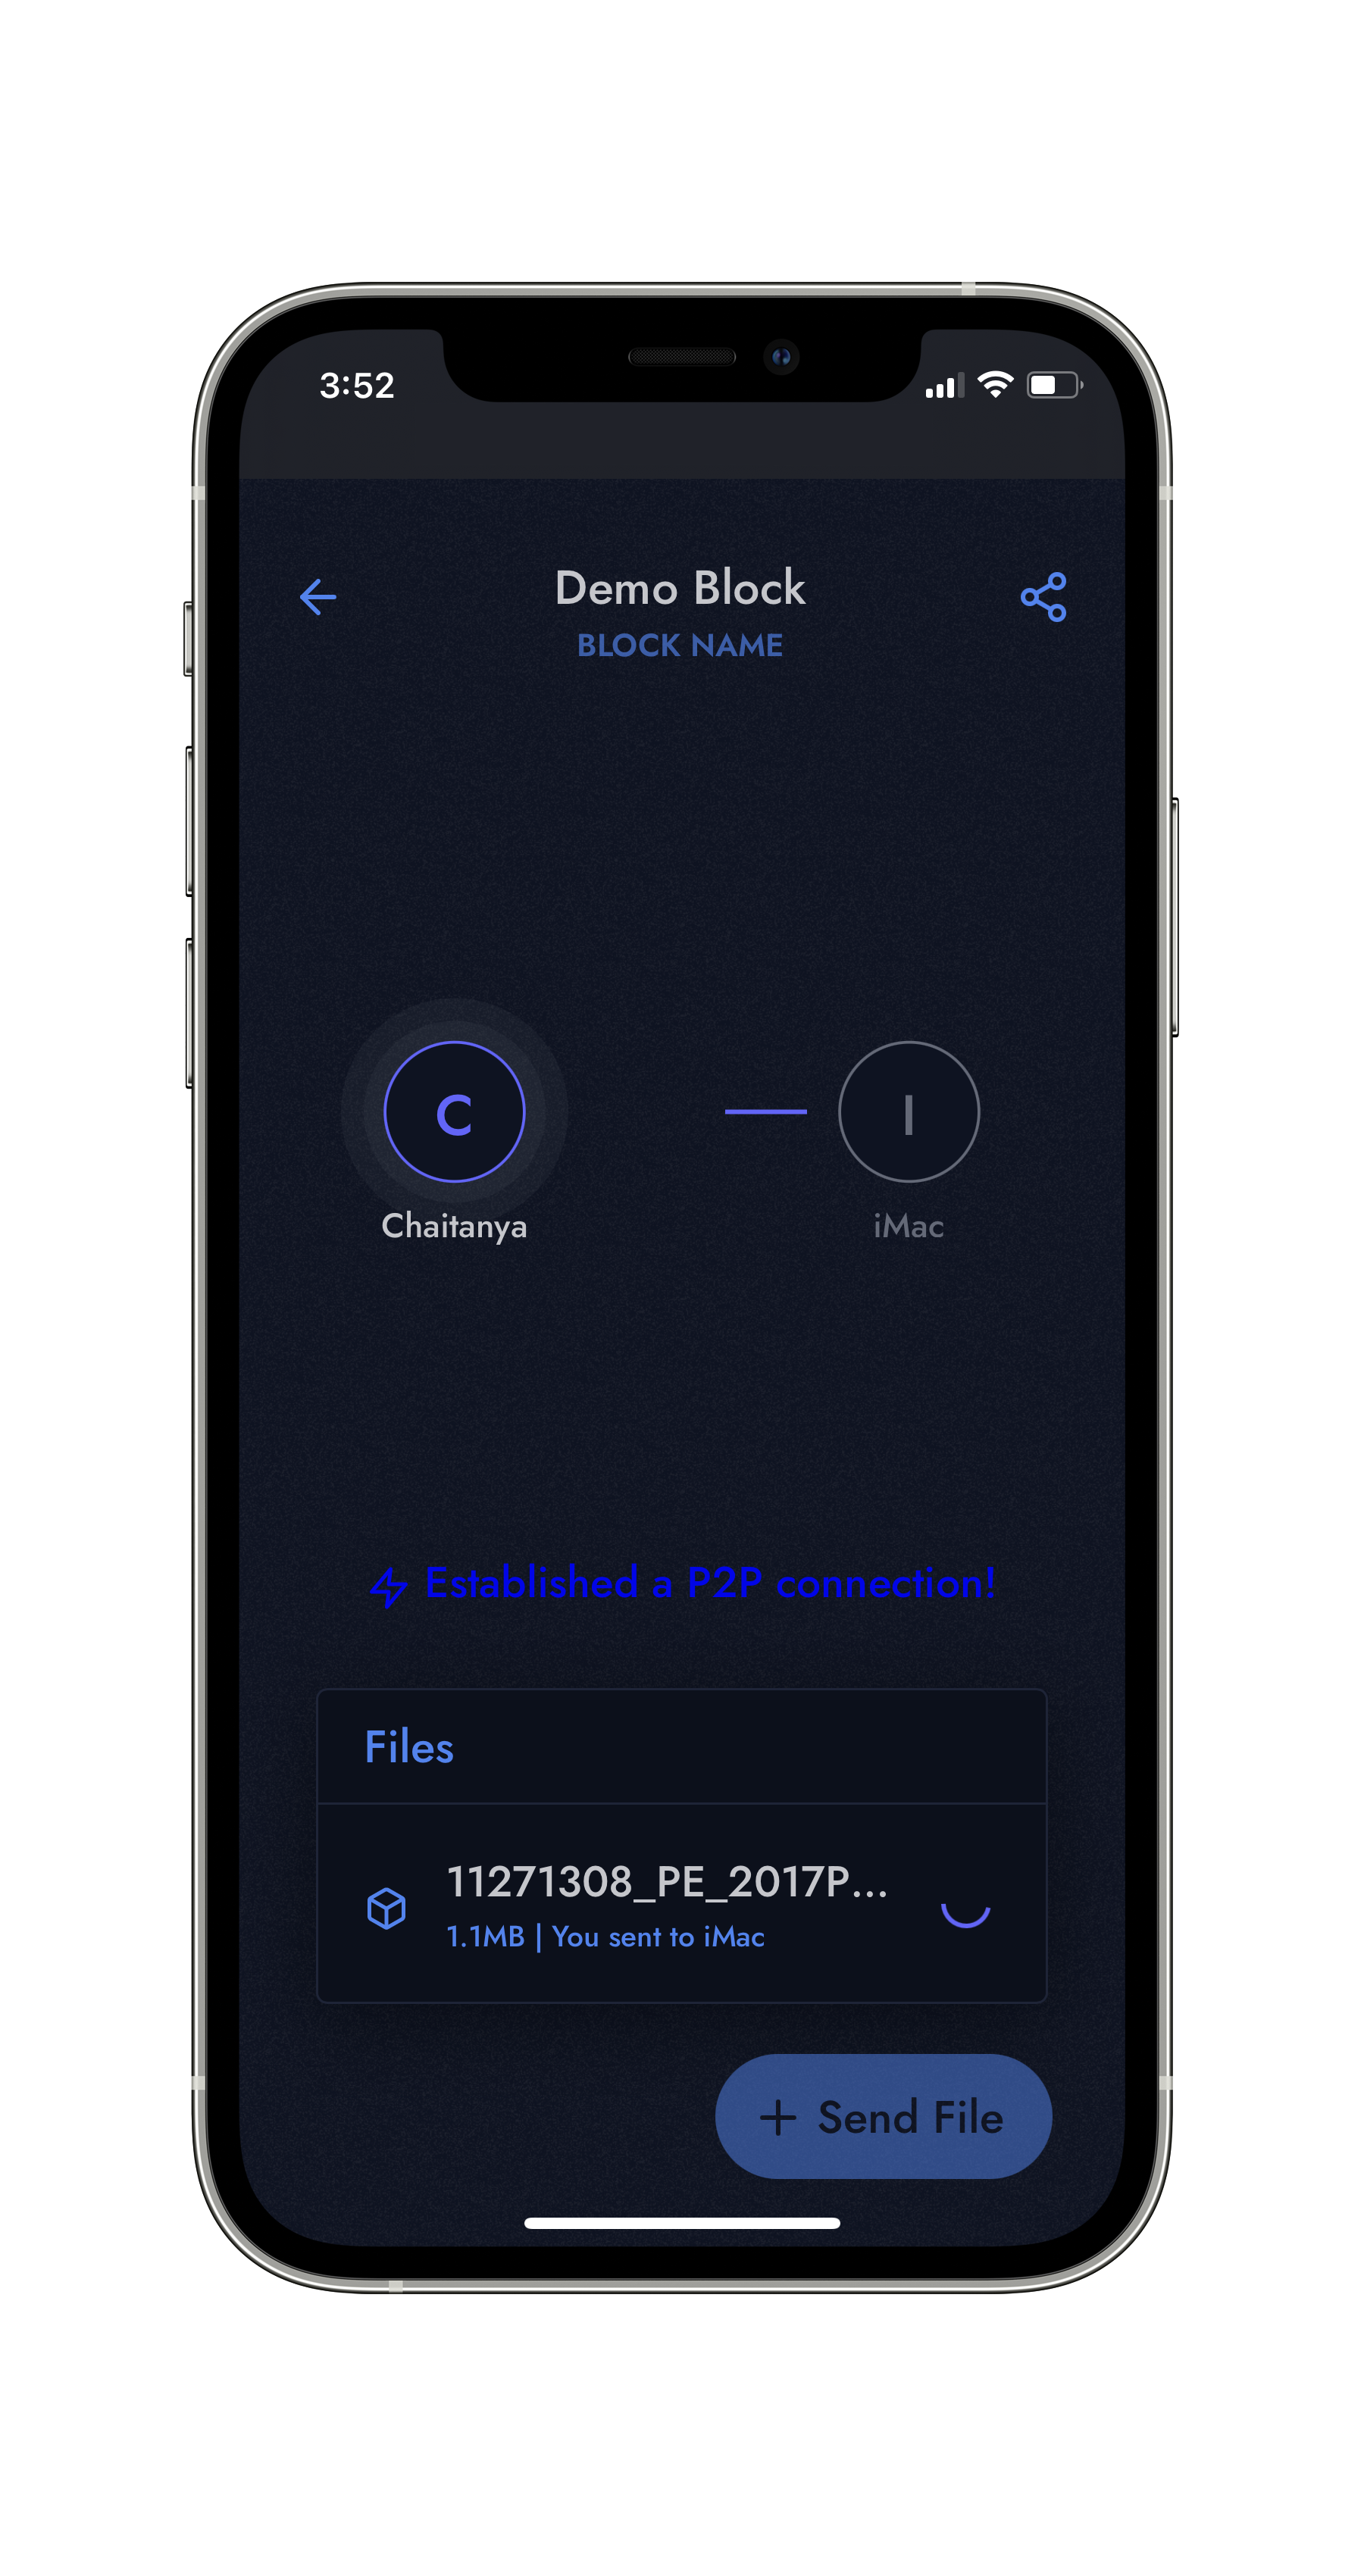 3:52
Demo Block
BLOCK NAME
C
I
Chaitanya
iMac
Established a P2P connection!
Files
11271308_PE_2017P...
1.1MB | You sent to iMac
+ Send File